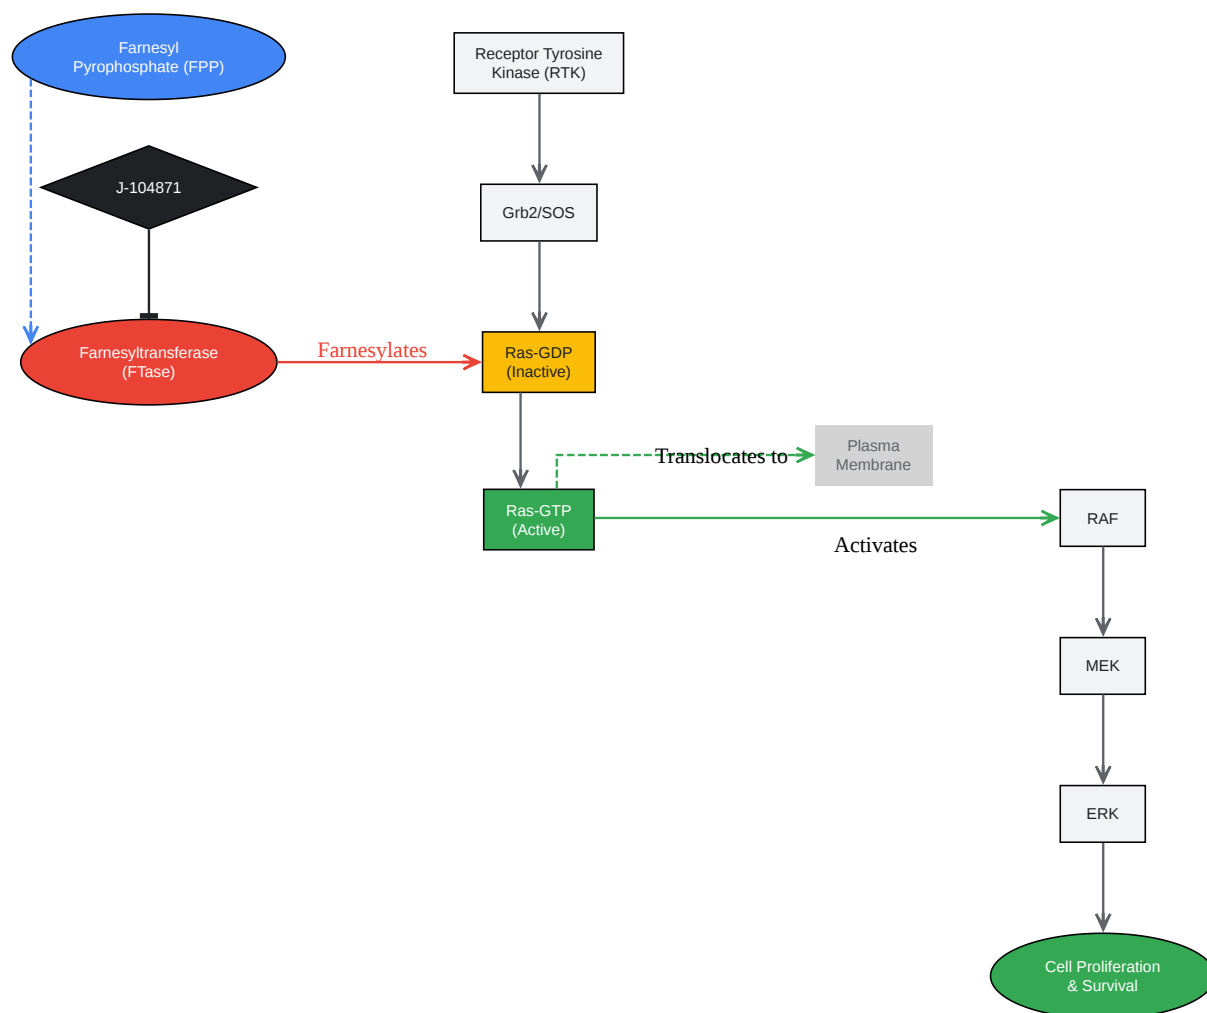 Farnesyl
Pyrophosphate (FPP)
Receptor Tyrosine
Kinase (RTK)
J-104871
Grb2/SOS
Farnesyltransferase
(FTase)
Farnesylates
Ras-GDP
(Inactive)
Translocates to
Plasma
Membrane
Ras-GTP
(Active)
Activates
RAF
MEK
ERK
Cell Proliferation
& Survival